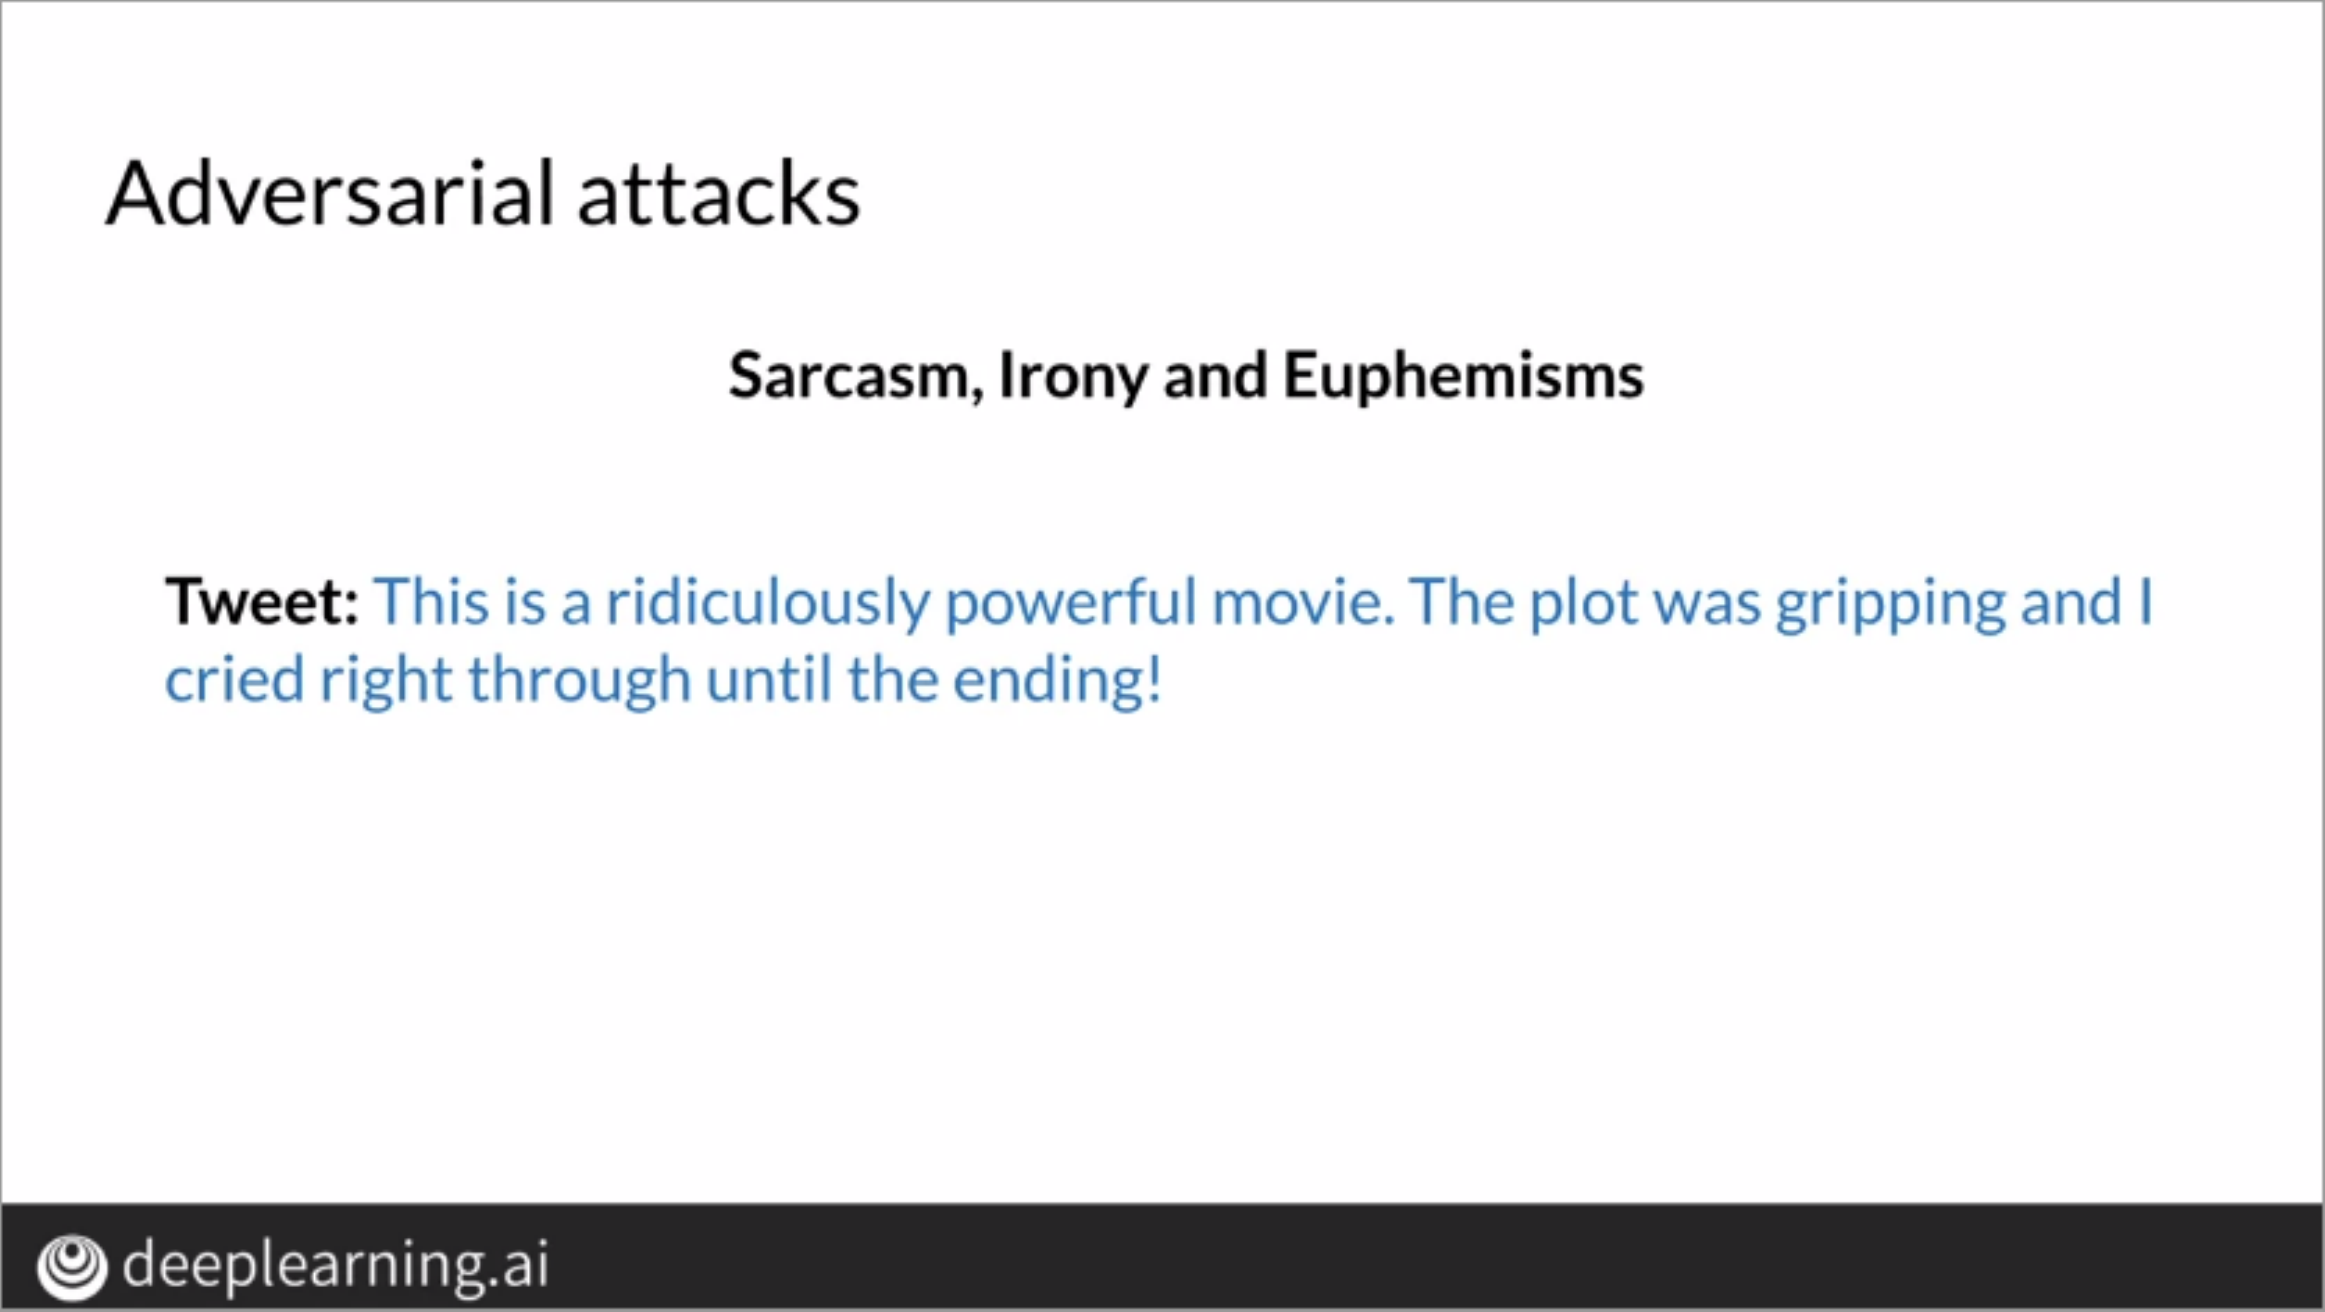 Adversarial attacks
Sarcasm, Irony and Euphemisms
Tweet: This is a ridiculously powerful movie. The plot was gripping and I
cried right through until the ending!
deeplearning.ai